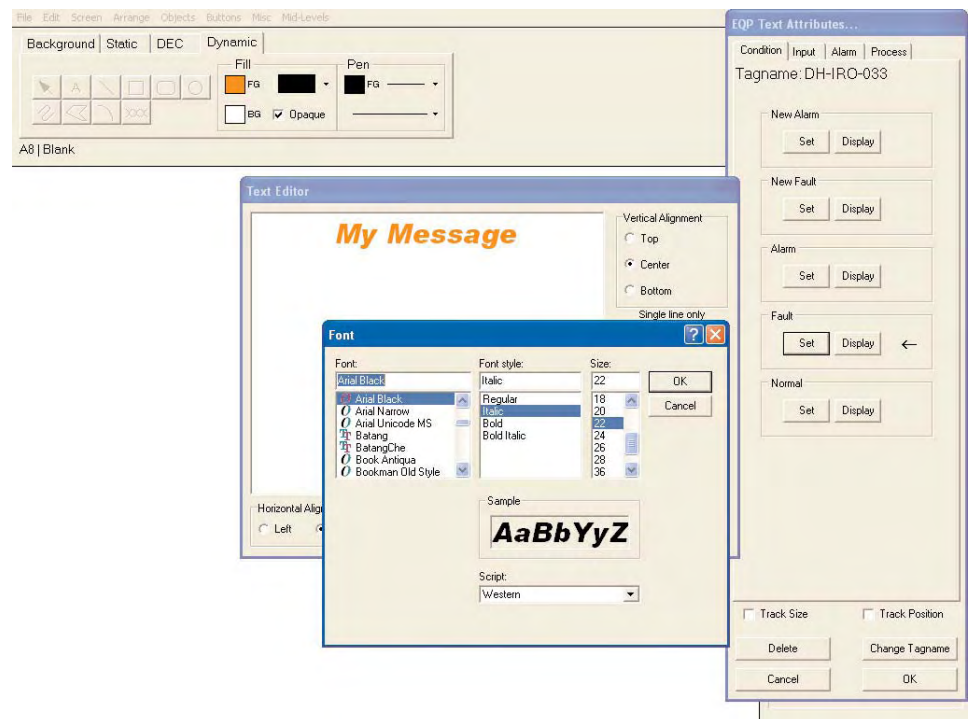 File Edit Screen Arrange Objects Buttons Misc Mid-Levels
Background Static DEC Dynamic
Fill
Pen
FG
FG
BG
Opaque
A8 | Blank
Text Editor
My Message
Vertical Alignment
Top
Center
Bottom
Single line only
Horizontal Alig
Left
Font
Font:
Arial Black
Arial Black
Arial Narrow
Arial Unicode MS
Batang
BatangChe
Book Antiqua
Bookman Old Style
Font style:
Italic
Regular
Italic
Bold
Bold Italic
Size:
22
18
20
22
24
26
28
36
OK
Cancel
Sample
AaBbYyZ
Script:
Western
EQP Text Attributes...
Condition Input Alarm Process
Tagname: DH-IRO-033
New Alarm
Set Display
New Fault
Set Display
Alarm
Set Display
Fault
Set Display ←
Normal
Set Display
Track Size Track Position
Delete Change Tagname
Cancel OK